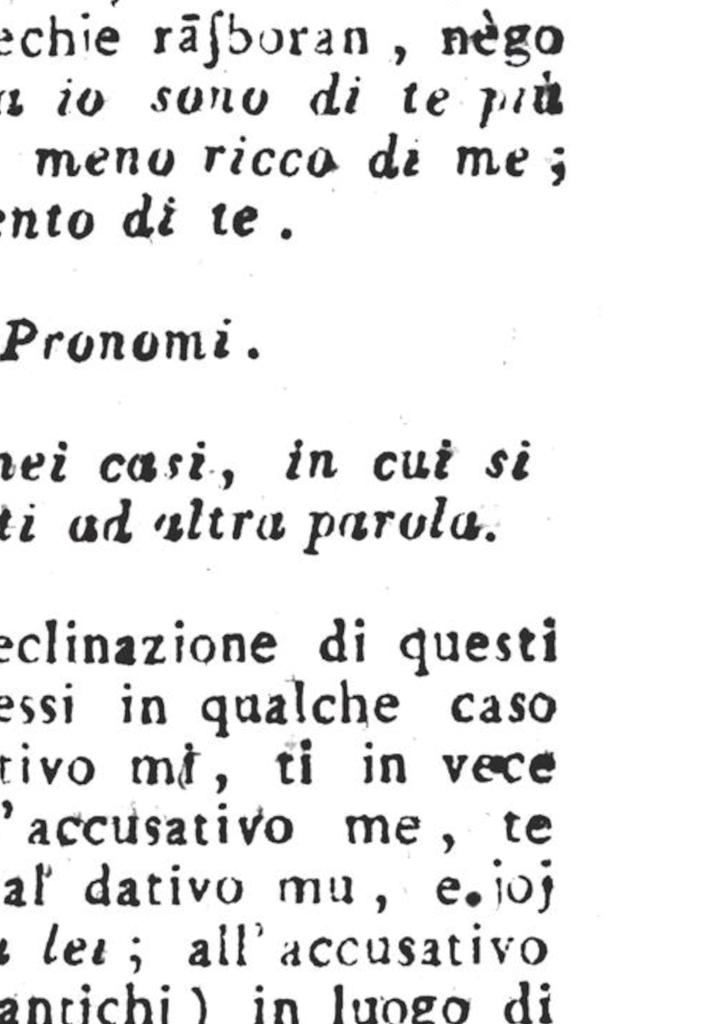 echie rāſboran , nègo
a io sono di te più
meno ricco di me ;
ento di te .
Pronomi .
nei casi, in cui si
ti ad altra parola.
eclinazione di questi
essi in qualche caso
tivo mi, ti in vece
l'accusativo me, te
al dativo mu, e.joj
a lei ; all' accusativo
antichi ) in luogo di